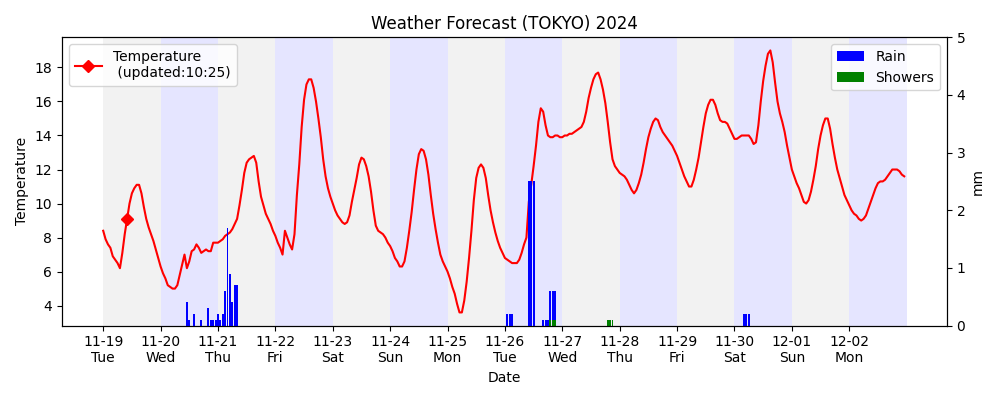 Weather Forecast (TOKYO) 2024
Temperature
(updated:10:25)
Rain
Showers
Temperature
18
16
14
12
10
8
6
4
5
4
3
2
1
0
mm
11-19 11-20 11-21 11-22 11-23 11-24 11-25 11-26 11-27 11-28 11-29 11-30 12-01 12-02
Tue Wed Thu Fri Sat Sun Mon Tue Wed Thu Fri Sat Sun Mon
Date